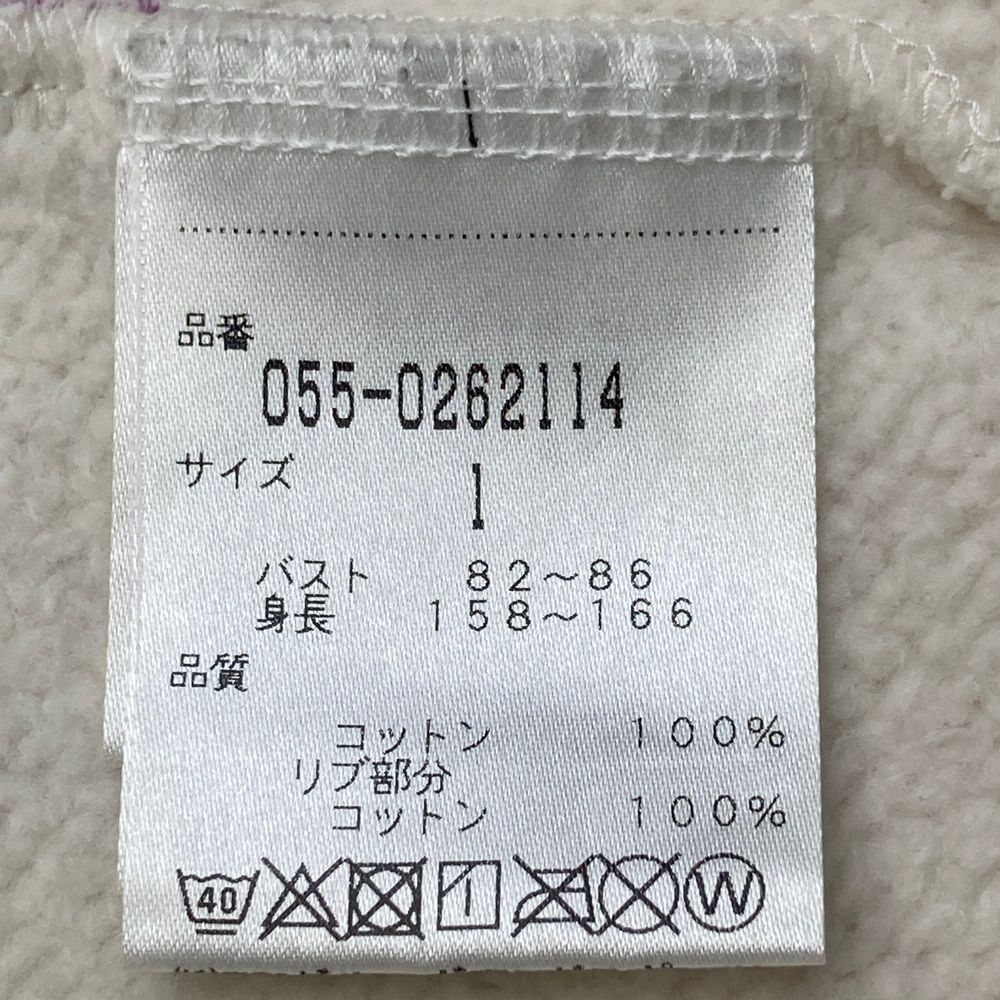 品番
055-0262114
サイズ
1
バスト 82～86
身長 158～166
品質
コットン 100%
リブ部分
コットン 100%
40 W